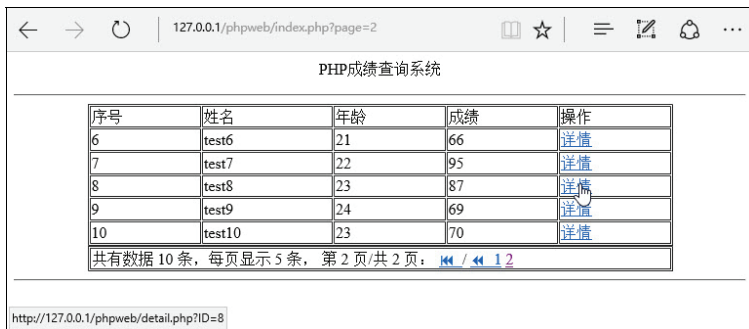 127.0.0.1/phpweb/index.php?page=2
PHP成绩查询系统
序号 姓名 年龄 成绩 操作
6 test6 21 66 详情
7 test7 22 95 详情
8 test8 23 87 详情
9 test9 24 69 详情
10 test10 23 70 详情
共有数据 10 条，每页显示 5 条， 第 2 页/共 2 页： ⏮ / ⏪ 1 2
http://127.0.0.1/phpweb/detail.php?ID=8